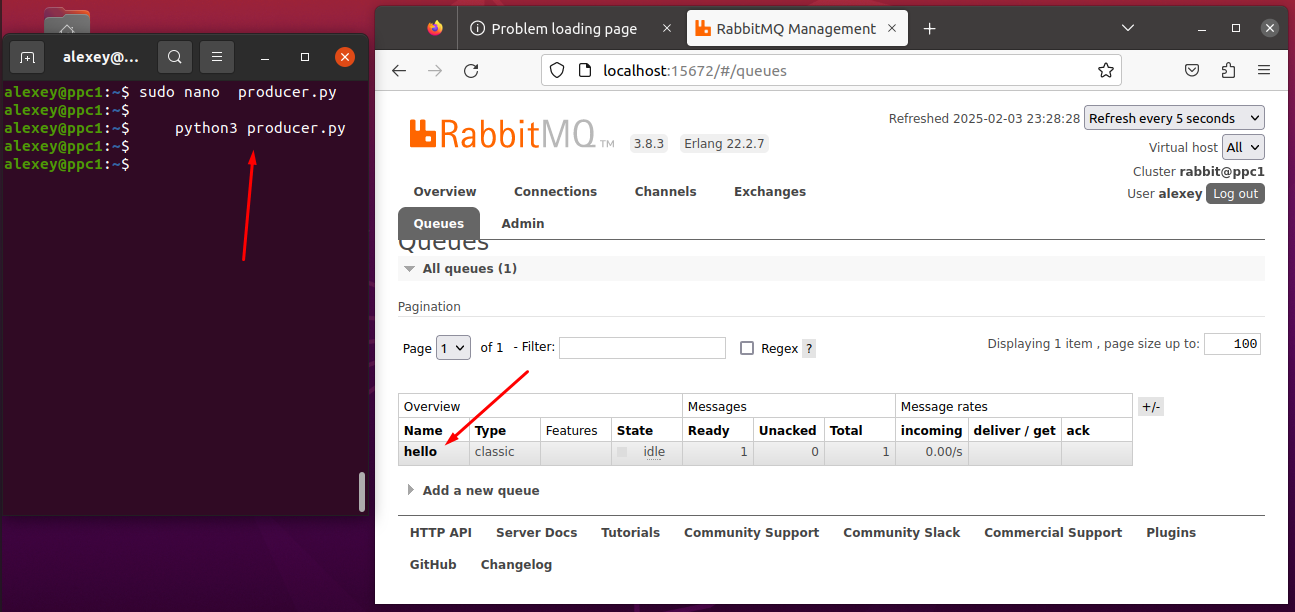 alexey@...
alexey@ppc1:~$ sudo nano  producer.py
alexey@ppc1:~$
alexey@ppc1:~$     python3 producer.py
alexey@ppc1:~$
alexey@ppc1:~$
Problem loading page
RabbitMQ Management
localhost:15672/#/queues
RabbitMQ TM 3.8.3 Erlang 22.2.7
Refreshed 2025-02-03 23:28:28 Refresh every 5 seconds
Virtual host All
Cluster rabbit@ppc1
User alexey Log out
Overview Connections Channels Exchanges
Queues Admin
Queues
All queues (1)
Pagination
Page 1 of 1 - Filter: Regex ? Displaying 1 item , page size up to: 100
Overview Messages Message rates +/-
Name Type Features State Ready Unacked Total incoming deliver / get ack
hello classic idle 1 0 1 0.00/s
Add a new queue
HTTP API Server Docs Tutorials Community Support Community Slack Commercial Support Plugins
GitHub Changelog